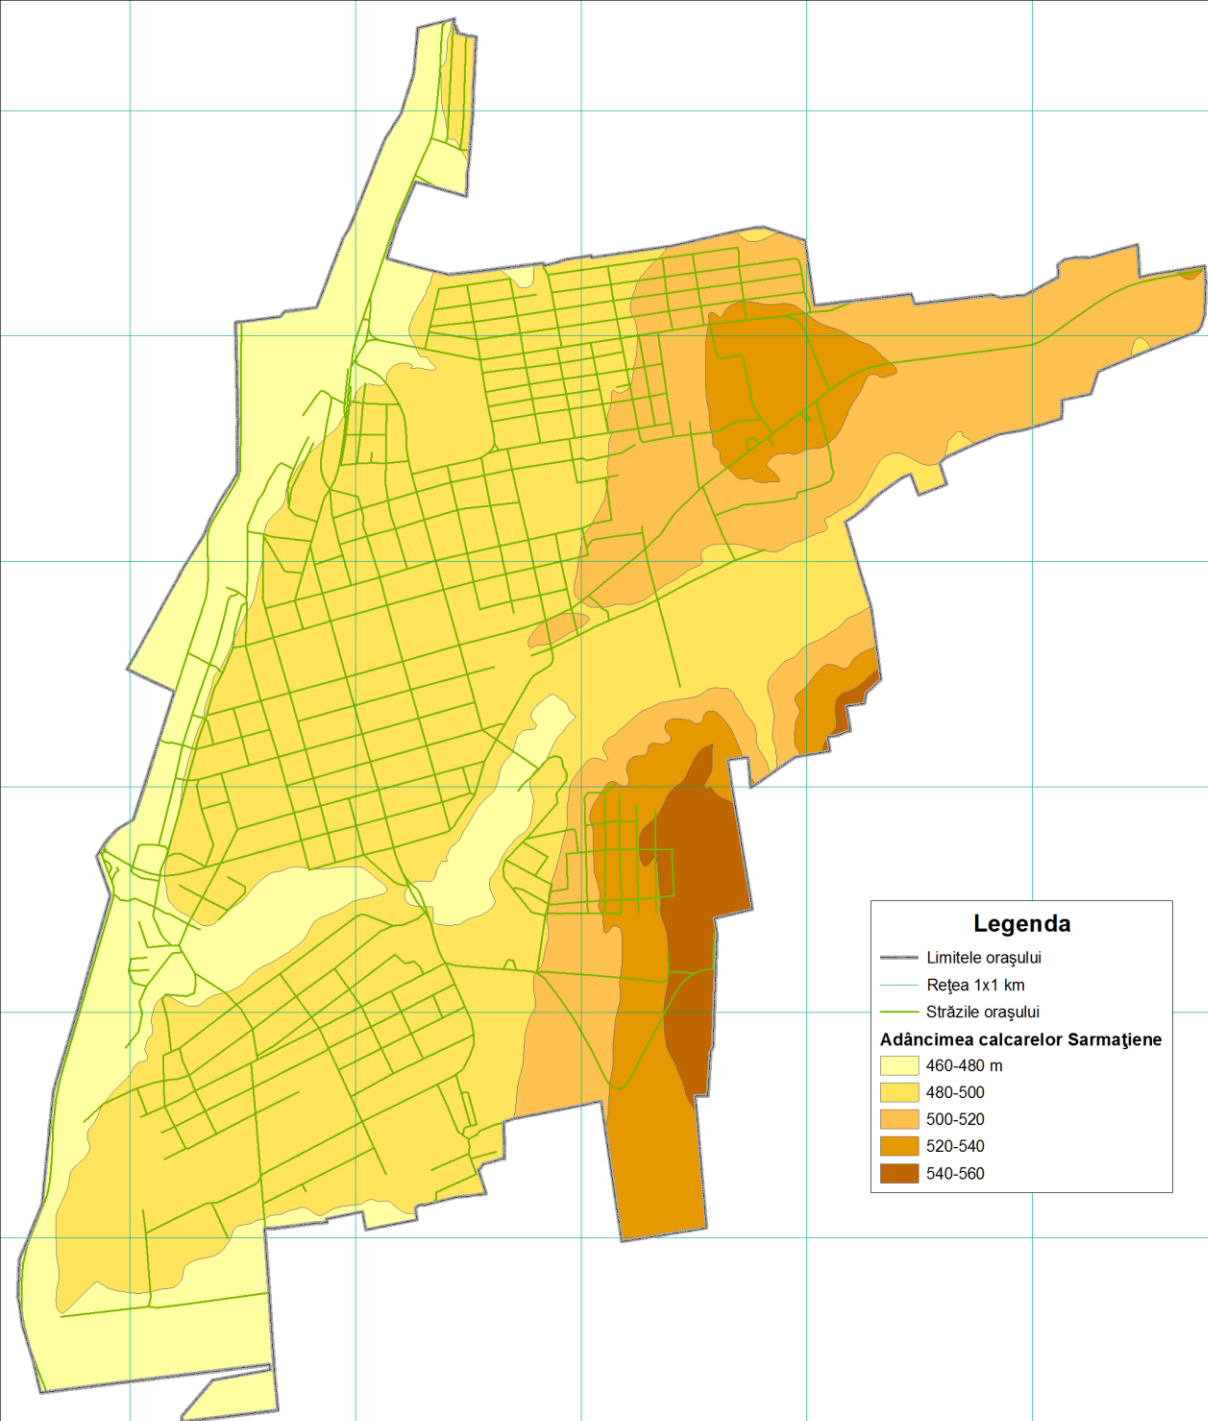 Legenda
Limitele oraşului
Reţea 1x1 km
Străzile oraşului
Adâncimea calcarelor Sarmaţiene
460-480 m
480-500
500-520
520-540
540-560